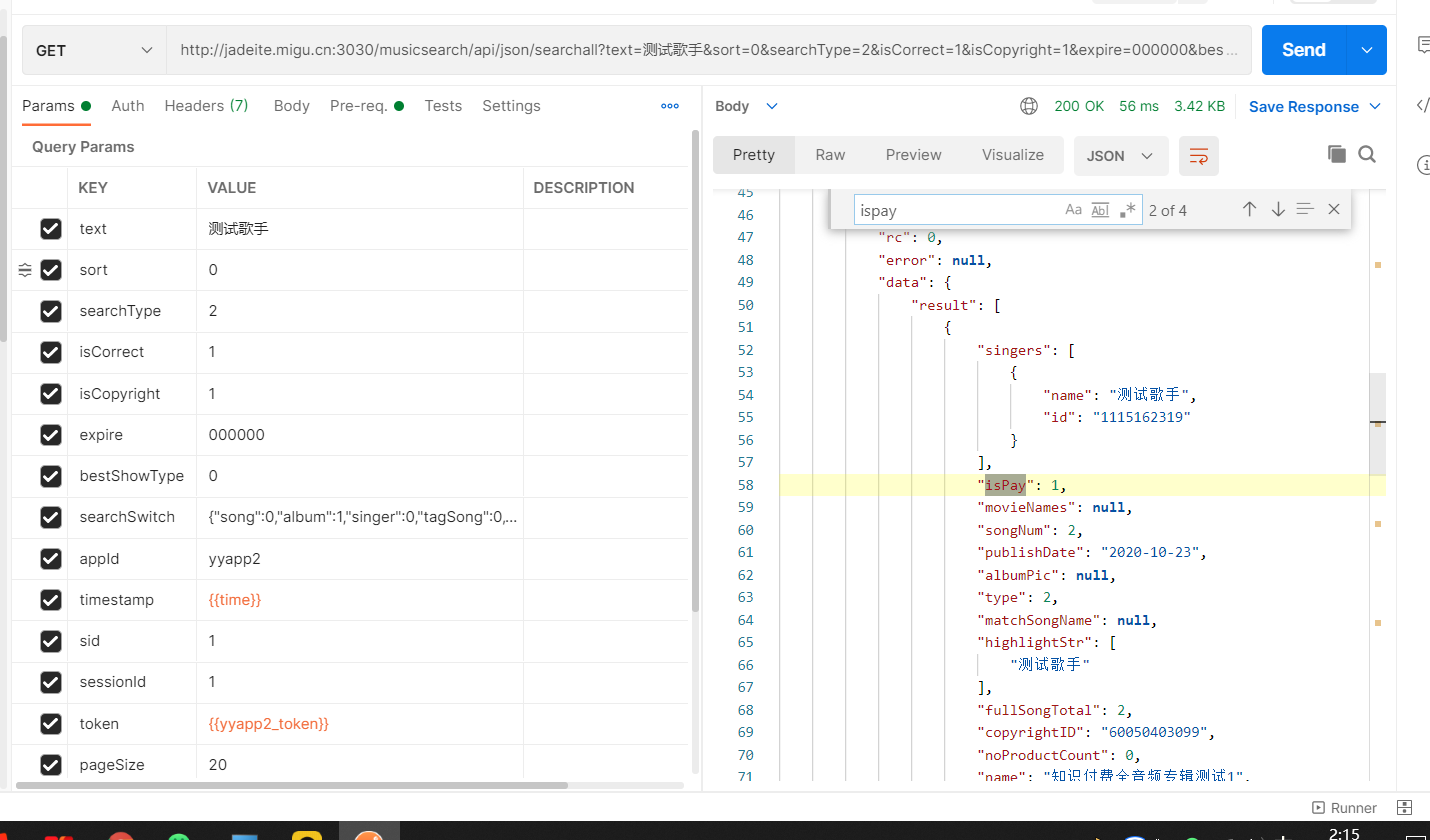 GET
http://jadeite.migu.cn:3030/musicsearch/api/json/searchall?text=测试歌手&sort=0&searchType=2&isCorrect=1&isCopyright=1&expire=000000&bes...
Send
Params
Auth
Headers (7)
Body
Pre-req.
Tests
Settings
Query Params
KEY VALUE DESCRIPTION
text 测试歌手
sort 0
searchType 2
isCorrect 1
isCopyright 1
expire 000000
bestShowType 0
searchSwitch {"song":0,"album":1,"singer":0,"tagSong":0,...
appId yyapp2
timestamp {{time}}
sid 1
sessionId 1
token {{yyapp2_token}}
pageSize 20
Body
200 OK 56 ms 3.42 KB Save Response
Pretty Raw Preview Visualize JSON
ispay Aa Abl .* 2 of 4
45
46
47 "rc": 0,
48 "error": null,
49 "data": {
50 "result": [
51 {
52 "singers": [
53 {
54 "name": "测试歌手",
55 "id": "1115162319"
56 }
57 ],
58 "isPay": 1,
59 "movieNames": null,
60 "songNum": 2,
61 "publishDate": "2020-10-23",
62 "albumPic": null,
63 "type": 2,
64 "matchSongName": null,
65 "highlightStr": [
66 "测试歌手"
67 ],
68 "fullSongTotal": 2,
69 "copyrightID": "60050403099",
70 "noProductCount": 0,
71 "name": "知识付费全音频专辑测试1",
Runner
2:15